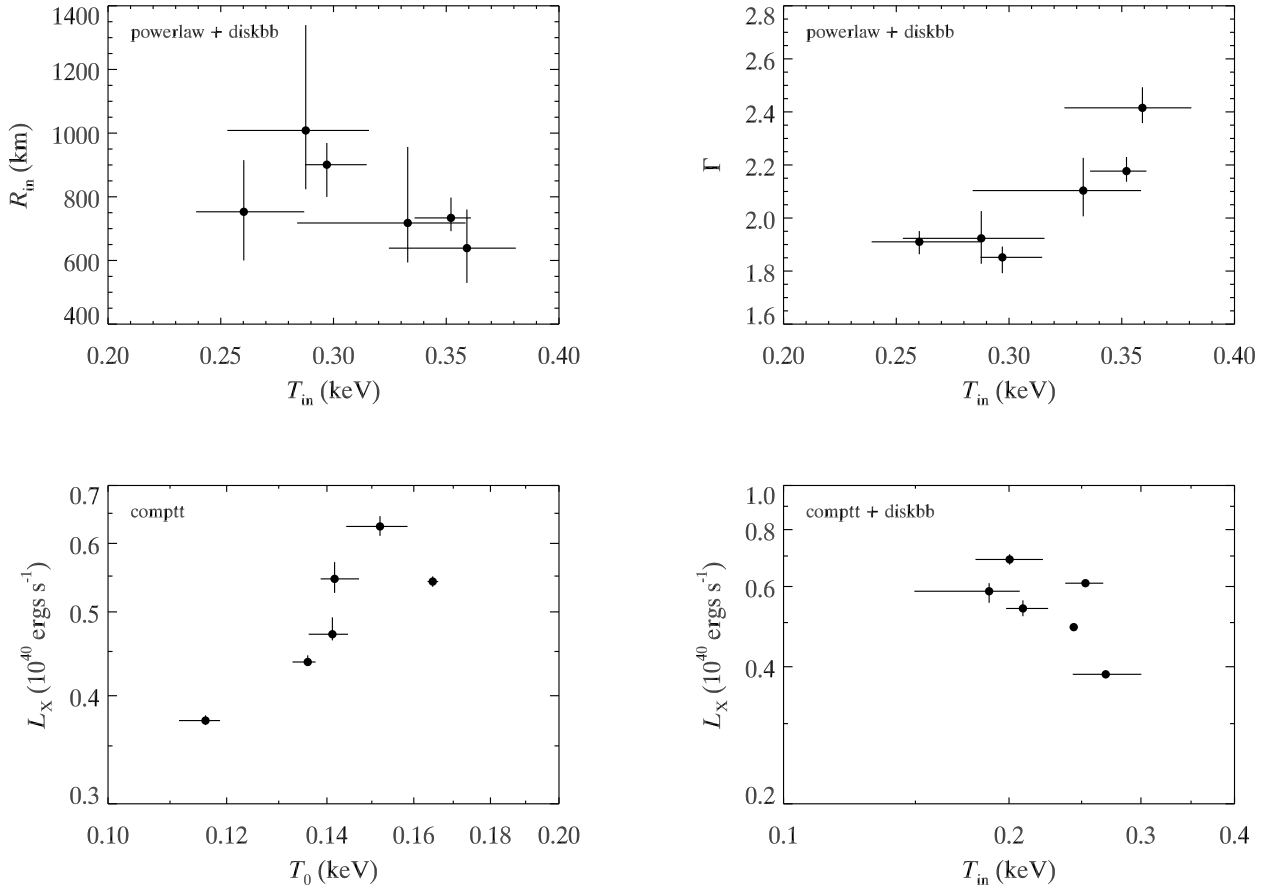 powerlaw + diskbb
1400
1200
1000
800
600
400
R_in (km)
0.20 0.25 0.30 0.35 0.40
T_in (keV)
powerlaw + diskbb
2.8
2.6
2.4
2.2
2.0
1.8
1.6
Γ
0.20 0.25 0.30 0.35 0.40
T_in (keV)
comptt
0.7
0.6
0.5
0.4
0.3
L_X (10^40 ergs s^-1)
0.10 0.12 0.14 0.16 0.18 0.20
T_0 (keV)
comptt + diskbb
1.0
0.8
0.6
0.4
0.2
L_X (10^40 ergs s^-1)
0.1 0.2 0.3 0.4
T_in (keV)